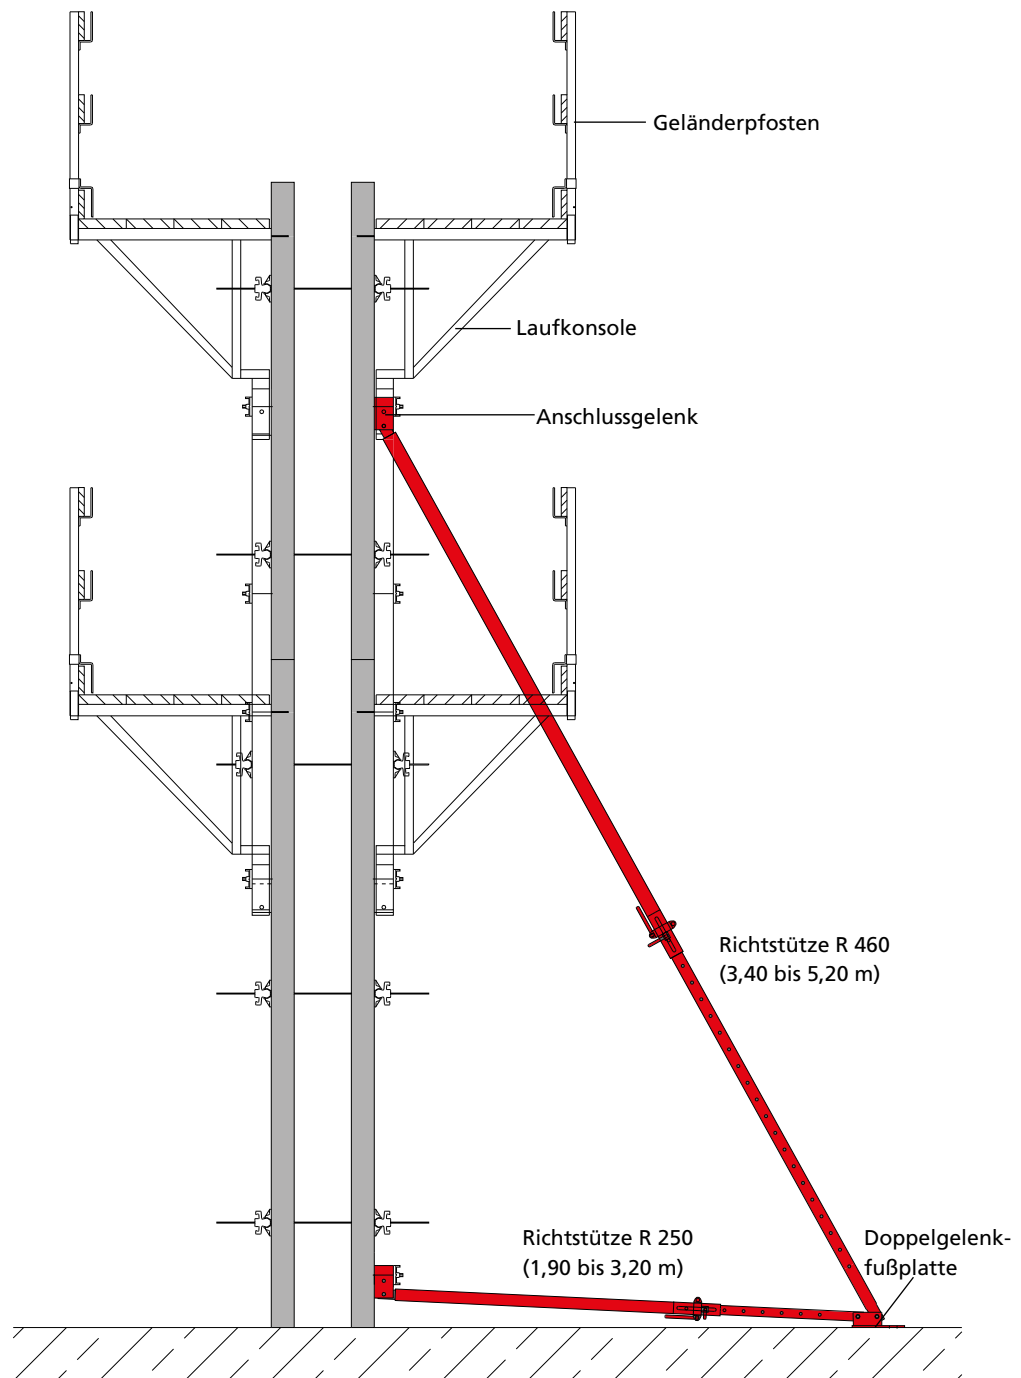 Geländerpfosten
Laufkonsole
Anschlussgelenk
Richtstütze R 460
(3,40 bis 5,20 m)
Richtstütze R 250
(1,90 bis 3,20 m)
Doppelgelenk-
fußplatte